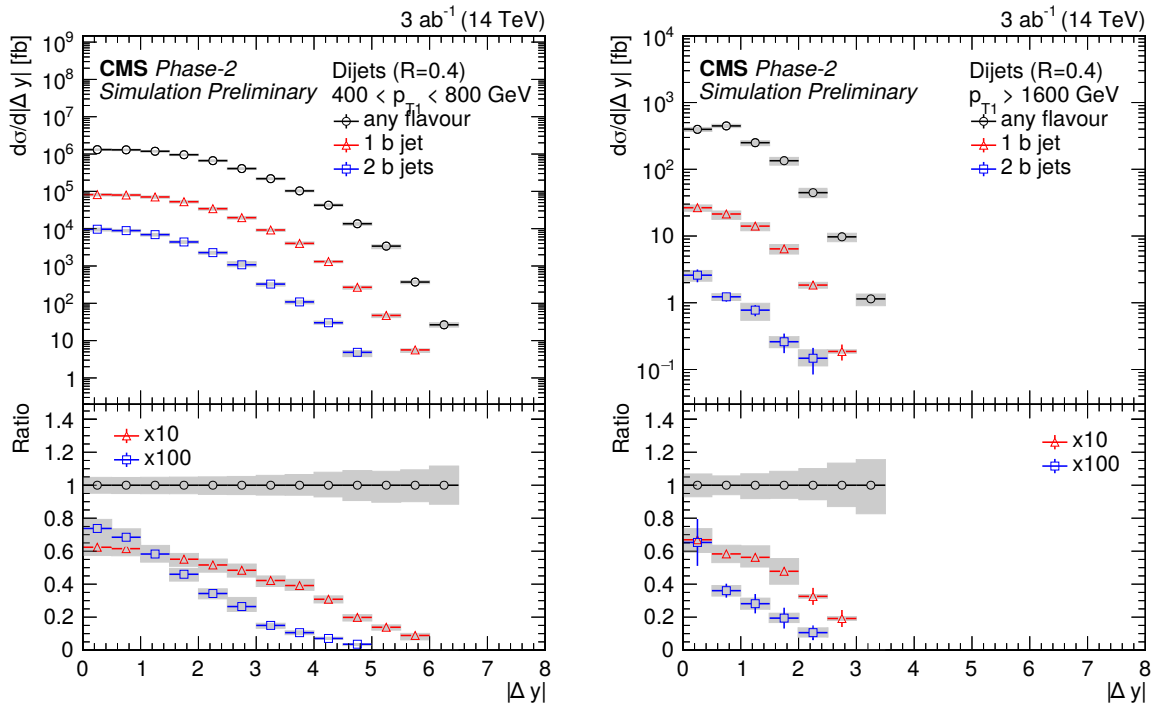 3 ab⁻¹ (14 TeV)
dσ/d|Δ y| [fb]
10⁹
10⁸
10⁷
10⁶
10⁵
10⁴
10³
10²
10
1
CMS Phase-2
Simulation Preliminary
Dijets (R=0.4)
400 < p_T1 < 800 GeV
any flavour
1 b jet
2 b jets
Ratio
1.4
1.2
1
0.8
0.6
0.4
0.2
0
x10
x100
0 1 2 3 4 5 6 7 8
|Δ y|
3 ab⁻¹ (14 TeV)
dσ/d|Δ y| [fb]
10⁴
10³
10²
10
1
10⁻¹
CMS Phase-2
Simulation Preliminary
Dijets (R=0.4)
p_T1 > 1600 GeV
any flavour
1 b jet
2 b jets
Ratio
1.4
1.2
1
0.8
0.6
0.4
0.2
0
x10
x100
0 1 2 3 4 5 6 7 8
|Δ y|